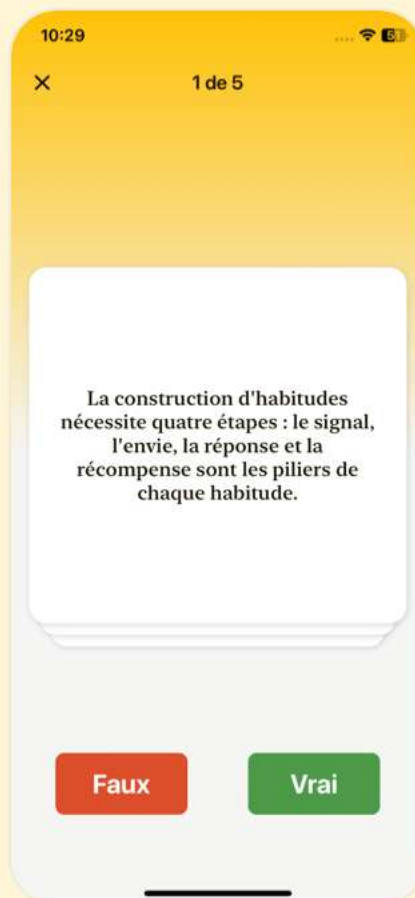 10:29
1 de 5
La construction d'habitudes
nécessite quatre étapes : le signal,
l'envie, la réponse et la
récompense sont les piliers de
chaque habitude.
Faux
Vrai